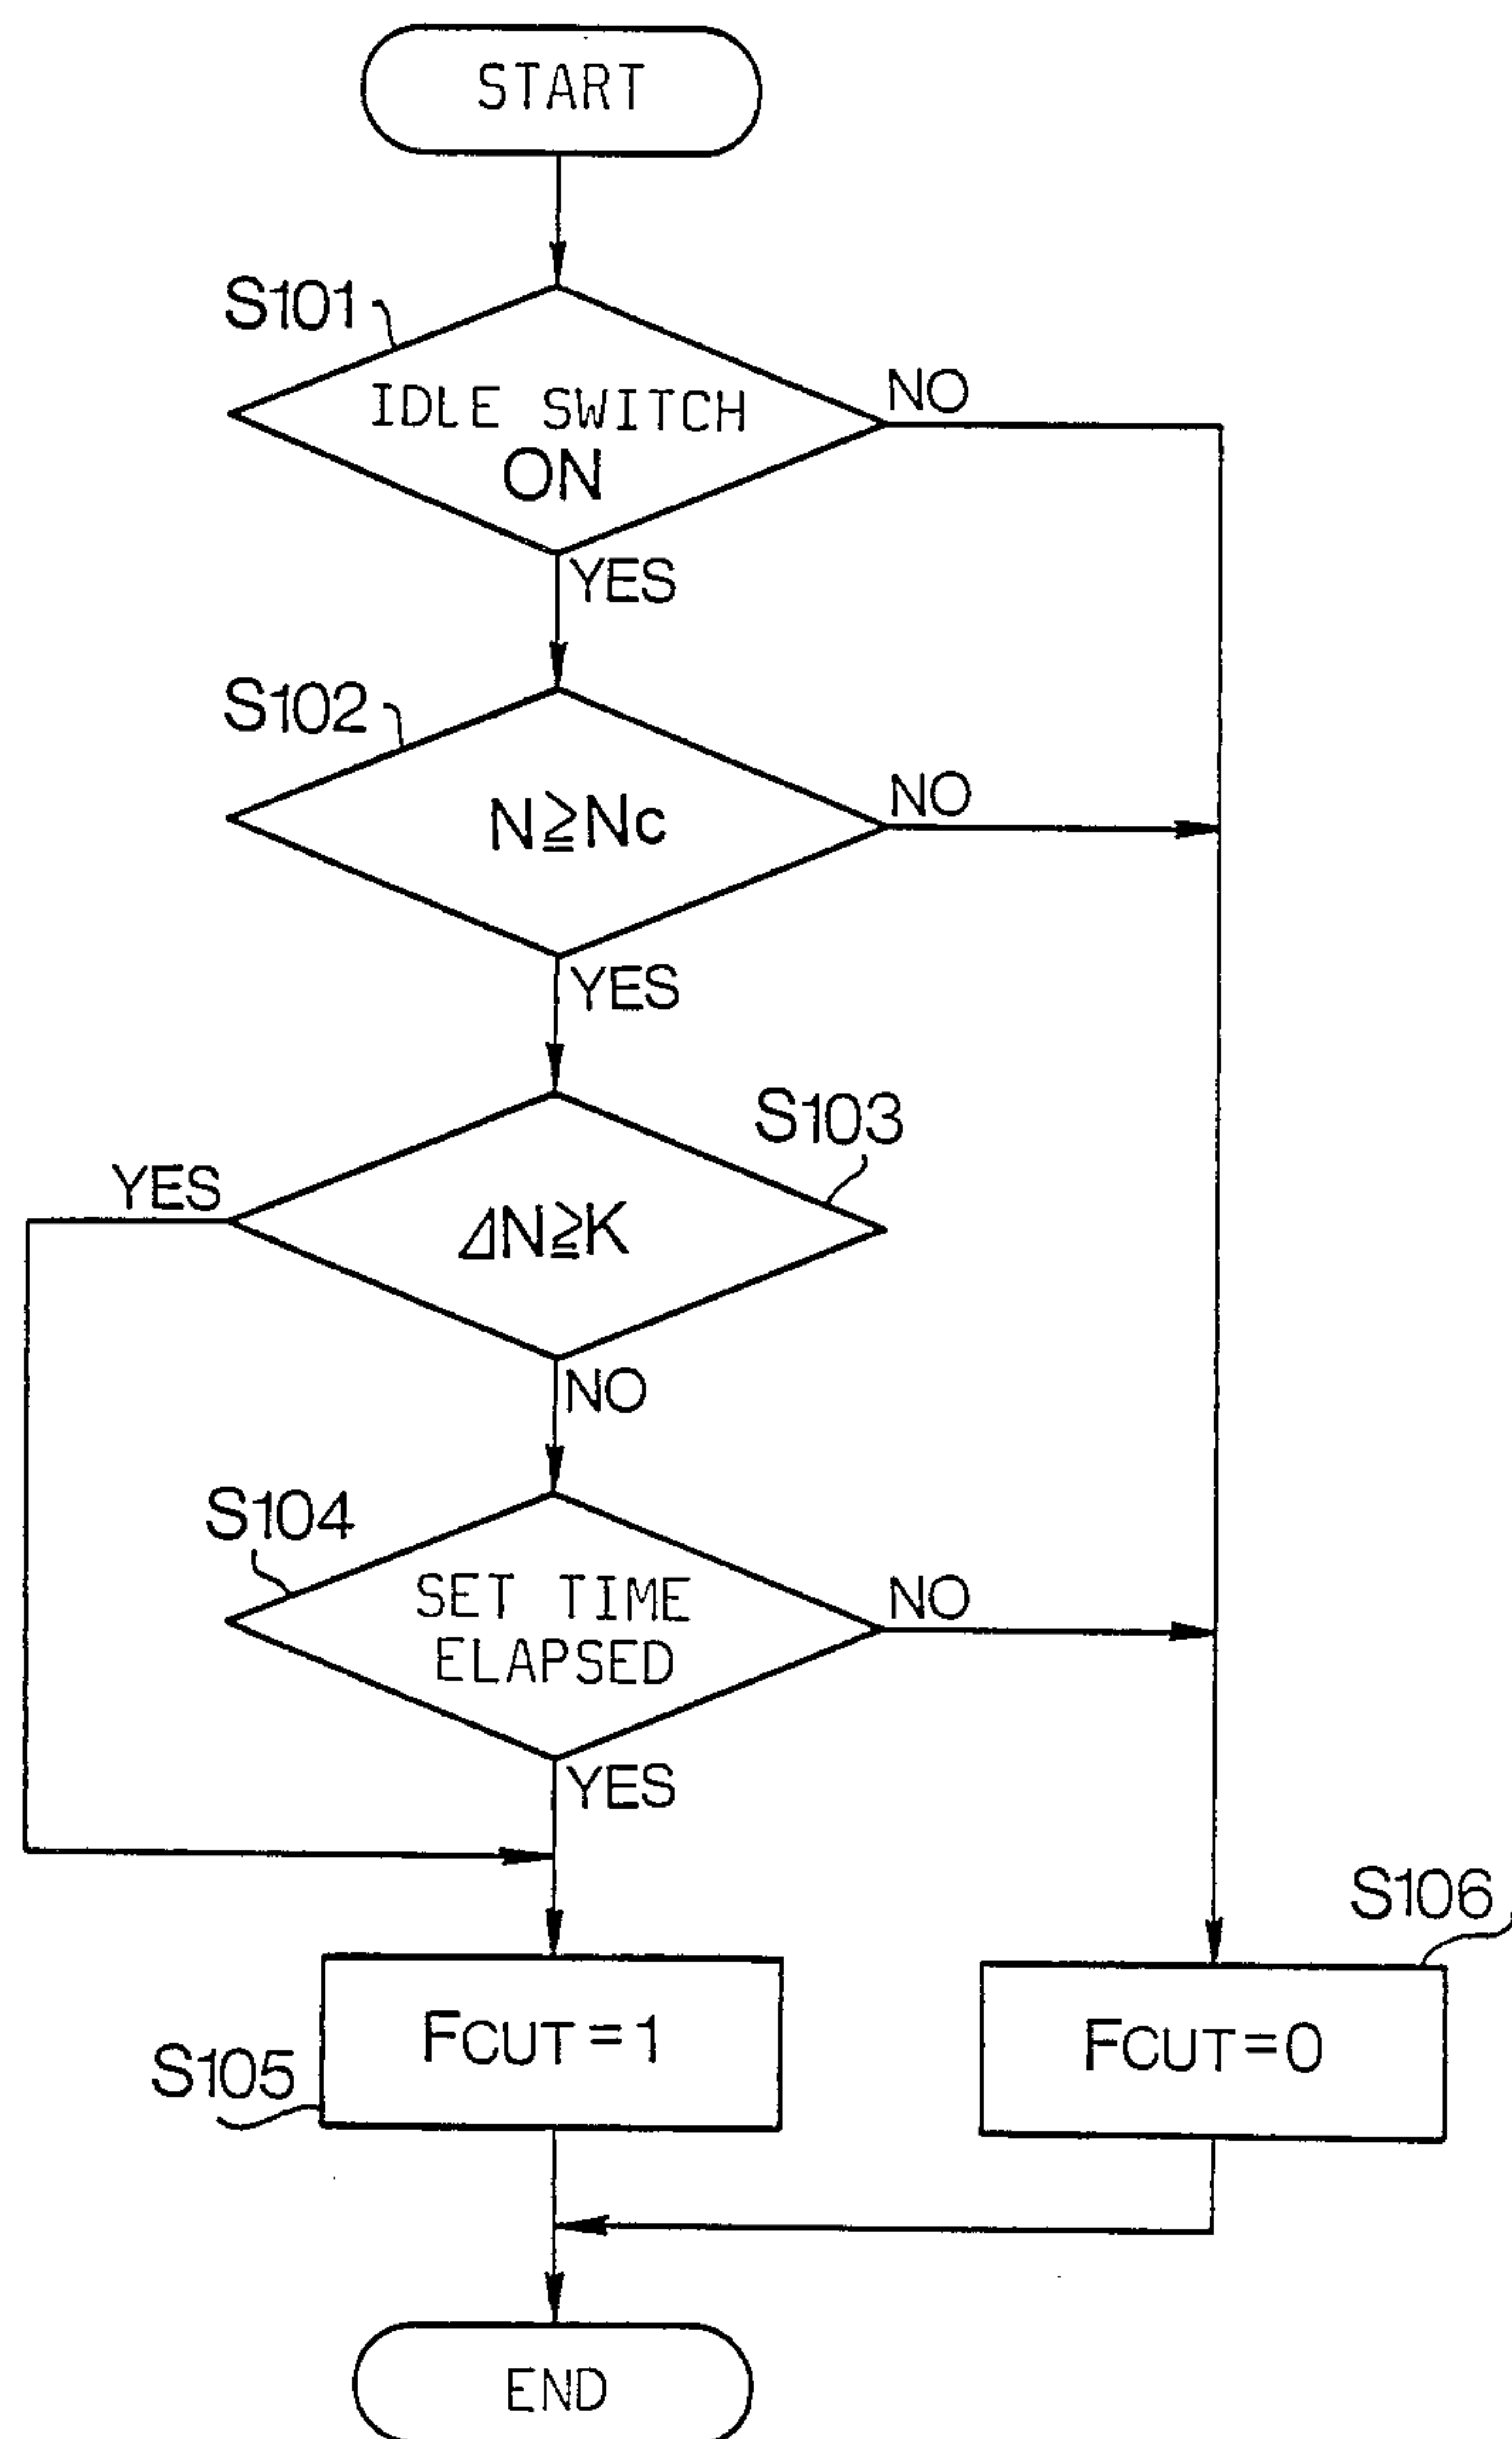 START
S101
NO
IDLE SWITCH
ON
YES
S102
NO
N≧Nc
YES
S103
YES
⊿N≧K
NO
S104
NO
SET TIME
ELAPSED
YES
S106
FCUT=1
FCUT=0
S105
END